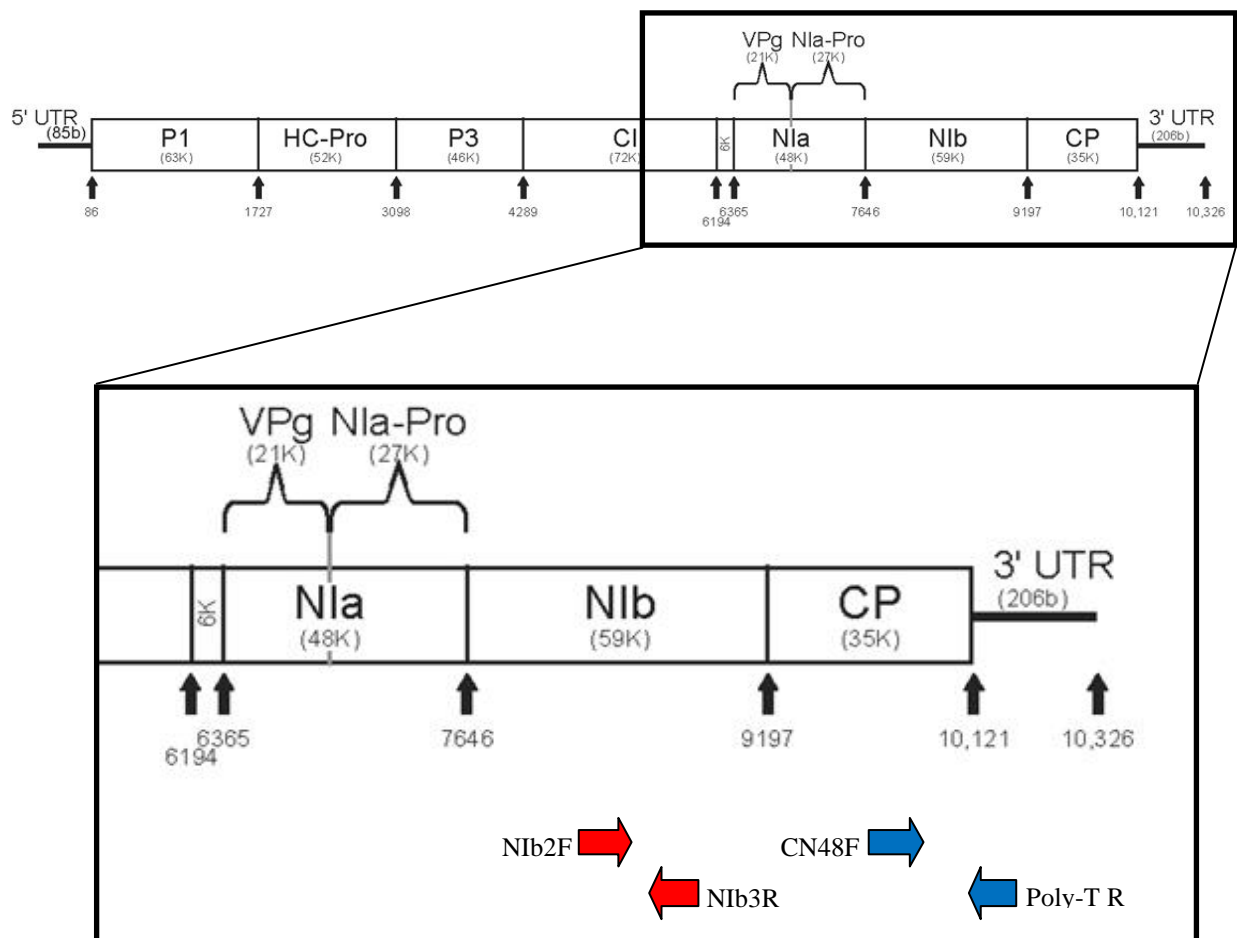 VPg NIa-Pro
(21K) (27K)
5' UTR
(85b)
P1
(63K)
HC-Pro
(52K)
P3
(46K)
CI
(72K)
6K
NIa
(48K)
NIb
(59K)
CP
(35K)
3' UTR
(206b)
86 1727 3098 4289 6194 6365 7646 9197 10,121 10,326
VPg NIa-Pro
(21K) (27K)
6K
NIa
(48K)
NIb
(59K)
CP
(35K)
3' UTR
(206b)
6194 6365 7646 9197 10,121 10,326
NIb2F
NIb3R
CN48F
Poly-T R